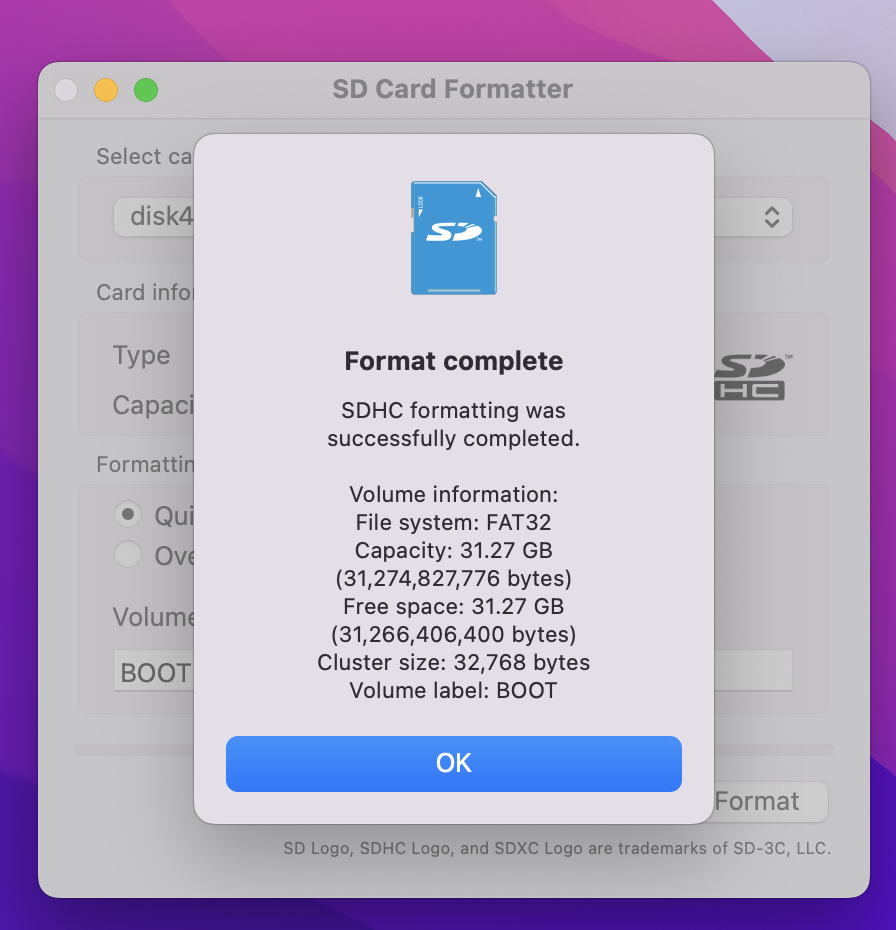 SD Card Formatter
Select ca
disk4
Card info
Type
Capaci
SD™
HC
Formattin
Qui
Ove
Volume
BOOT
LOCK
SD™
Format complete
SDHC formatting was
successfully completed.
Volume information:
File system: FAT32
Capacity: 31.27 GB
(31,274,827,776 bytes)
Free space: 31.27 GB
(31,266,406,400 bytes)
Cluster size: 32,768 bytes
Volume label: BOOT
OK
Format
SD Logo, SDHC Logo, and SDXC Logo are trademarks of SD-3C, LLC.